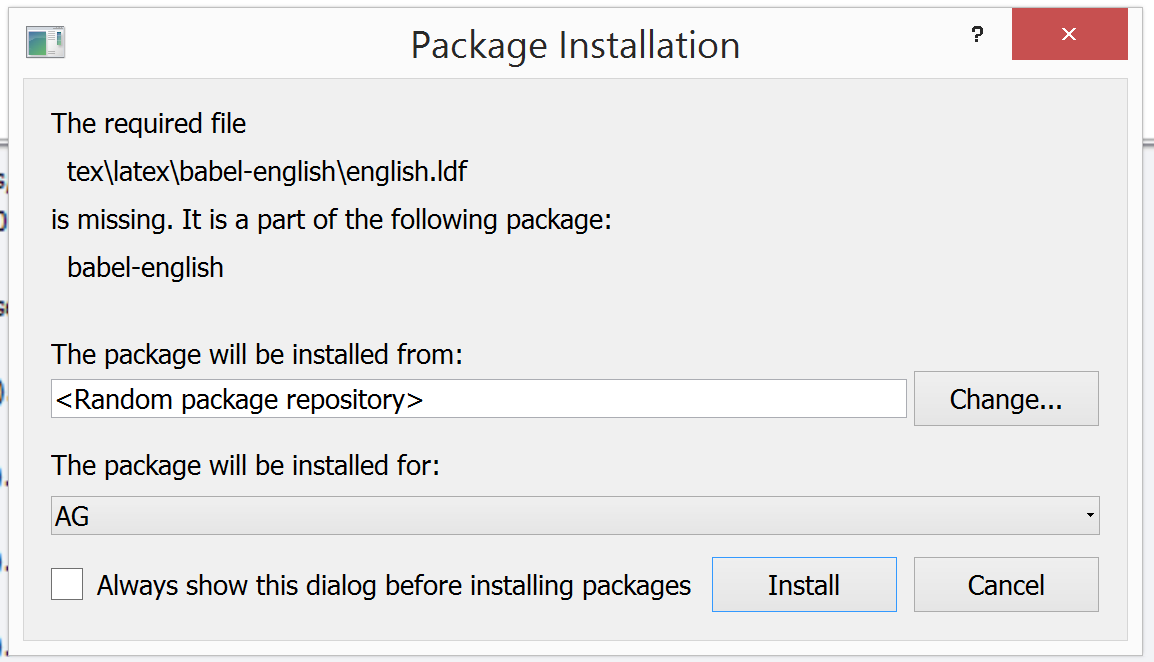 Package Installation
?
The required file
tex\latex\babel-english\english.ldf
is missing. It is a part of the following package:
babel-english
The package will be installed from:
<Random package repository>
Change...
The package will be installed for:
AG
Always show this dialog before installing packages
Install
Cancel